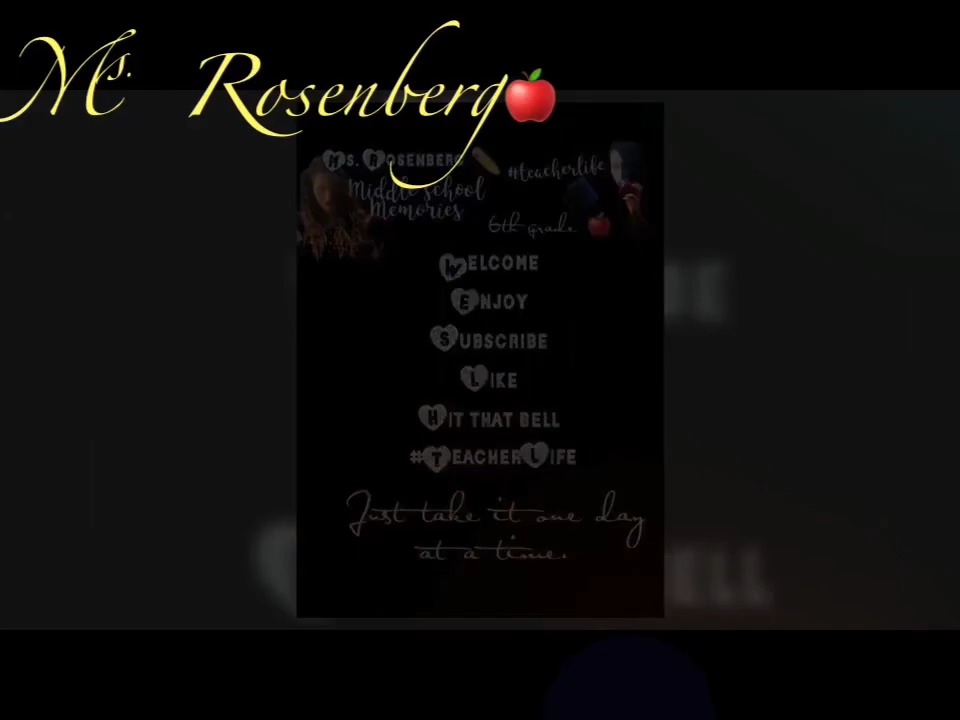 Ms. Rosenberg
Ms. Rosenberg
Middle school
Memories
#teacherlife
6th grade
Welcome
Enjoy
Subscribe
Like
Hit that bell
#TeacherLife
Just take it one day
at a time.